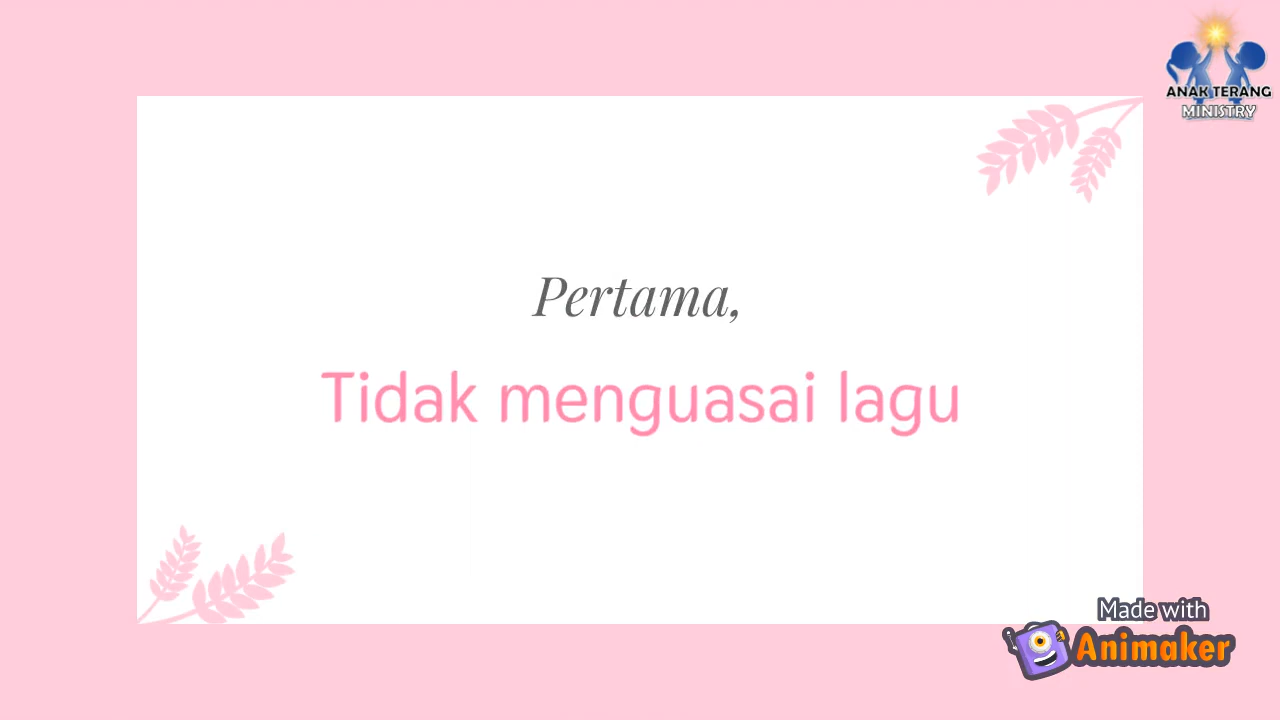 ANAK TERANG
MINISTRY
Pertama,
Tidak menguasai lagu
Made with
Animaker